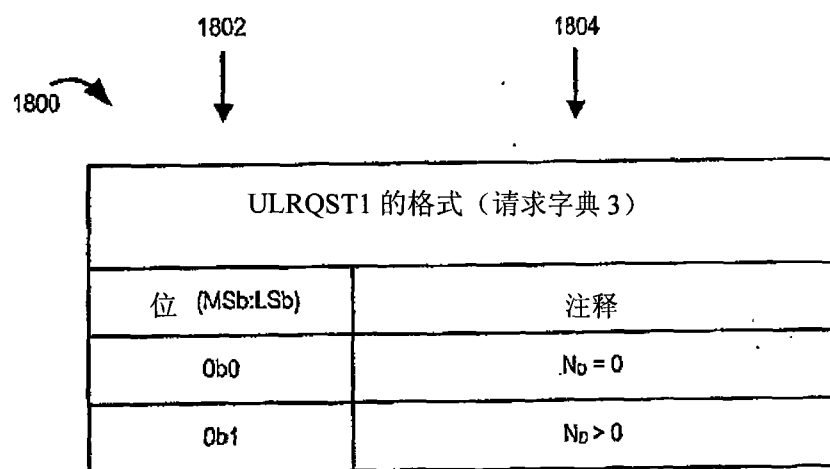 1802 1804
1800
ULRQST1 的格式（请求字典 3）
位 (MSb:LSb) 注释
0b0 N_D = 0
0b1 N_D > 0